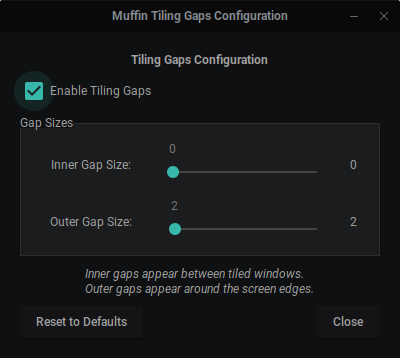 Muffin Tiling Gaps Configuration
Tiling Gaps Configuration
Enable Tiling Gaps
Gap Sizes
0
Inner Gap Size: 0
2
Outer Gap Size: 2
Inner gaps appear between tiled windows.
Outer gaps appear around the screen edges.
Reset to Defaults Close